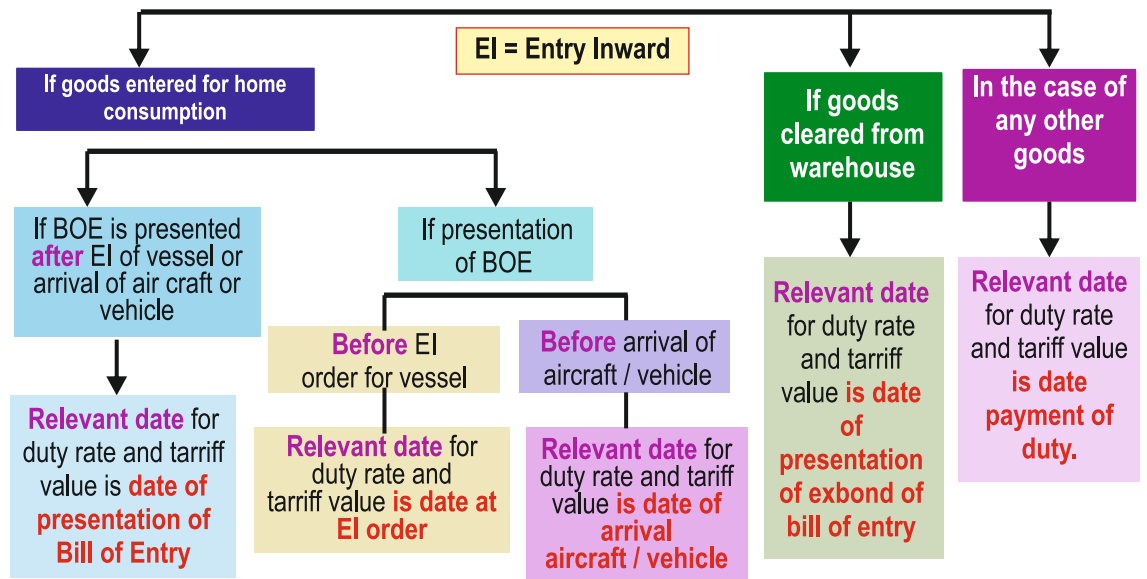 EI = Entry Inward
If goods entered for home
consumption
If goods
cleared from
warehouse
In the case of
any other
goods
If BOE is presented
after EI of vessel or
arrival of air craft or
vehicle
If presentation
of BOE
Before EI
order for vessel
Before arrival of
aircraft / vehicle
Relevant date for
duty rate and tarriff
value is date of
presentation of
Bill of Entry
Relevant date for
duty rate and
tarriff value is date at
EI order
Relevant date for
duty rate and tariff
value is date of
arrival
aircraft / vehicle
Relevant date
for duty rate
and tarriff
value is date
of
presentation
of exbond of
bill of entry
Relevant date
for duty rate
and tariff value
is date
payment of
duty.